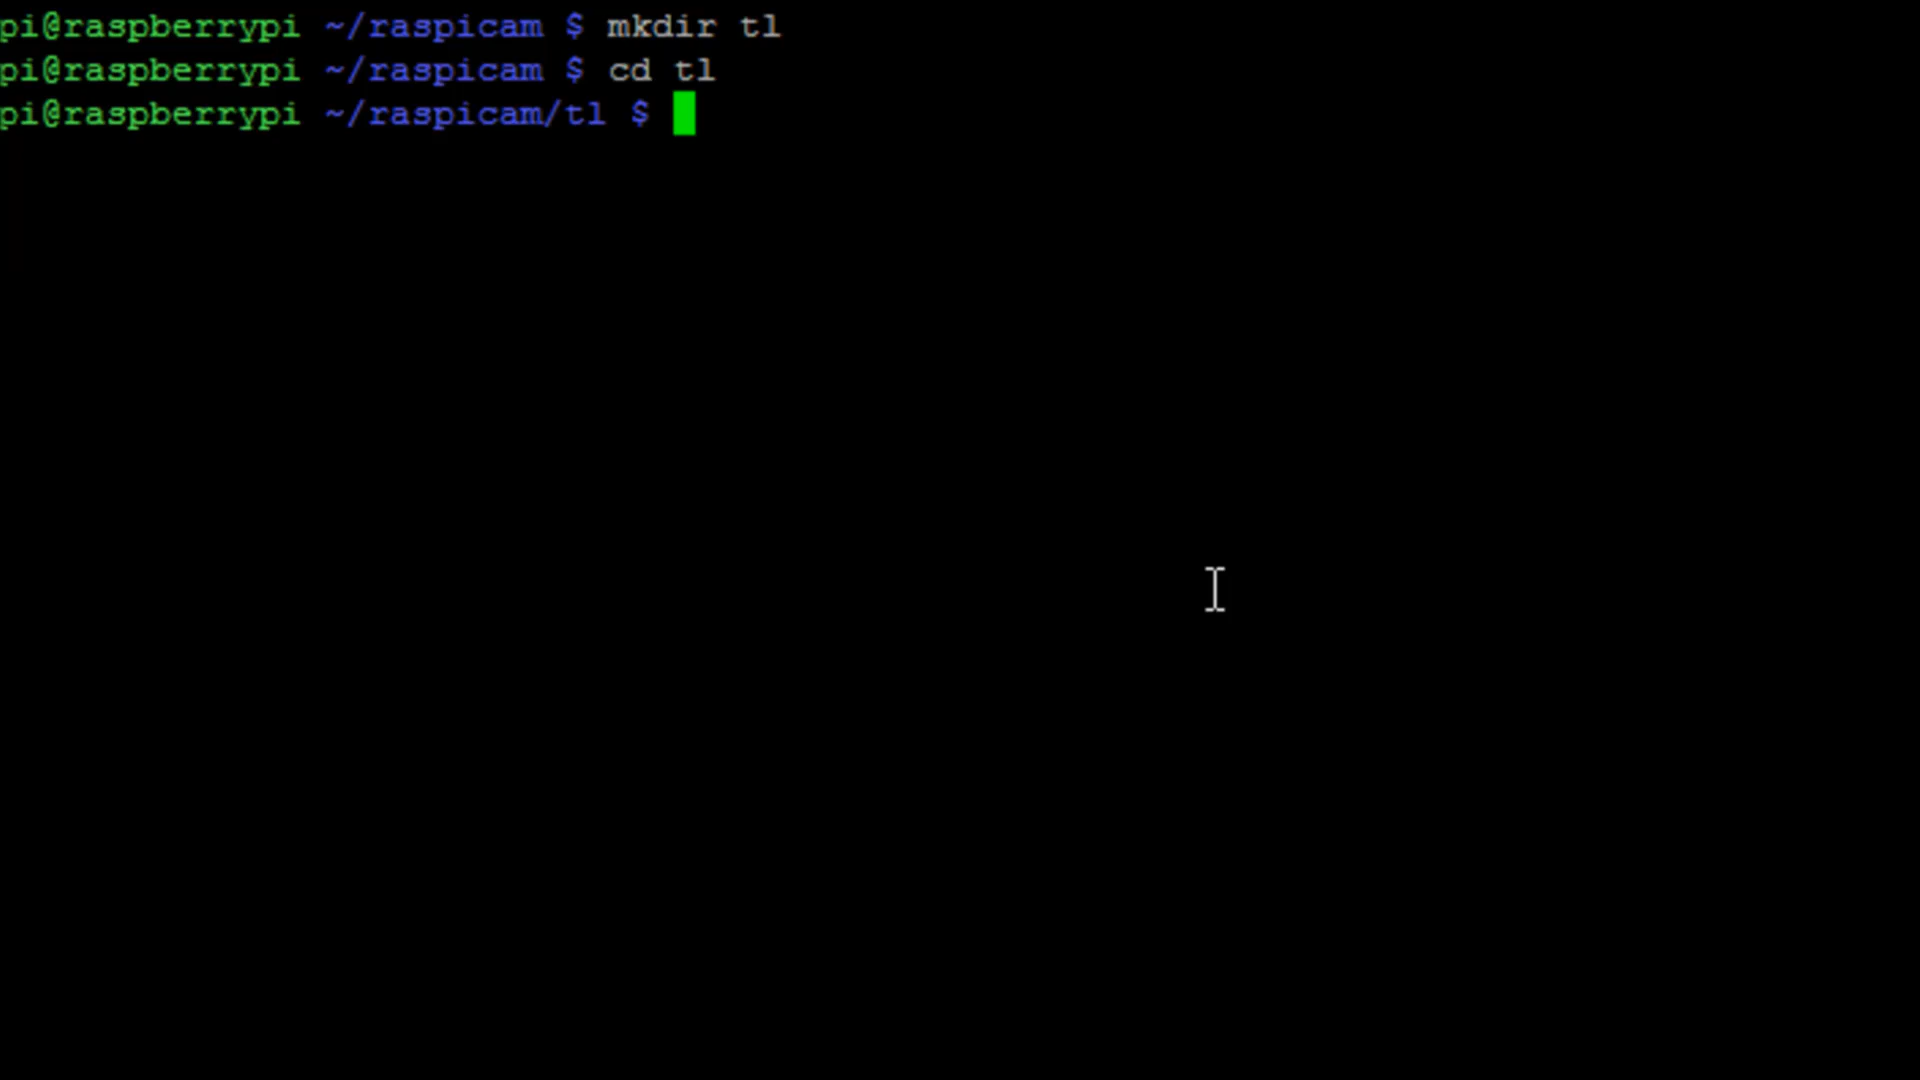 pi@raspberrypi ~/raspicam $ mkdir tl
pi@raspberrypi ~/raspicam $ cd tl
pi@raspberrypi ~/raspicam/tl $